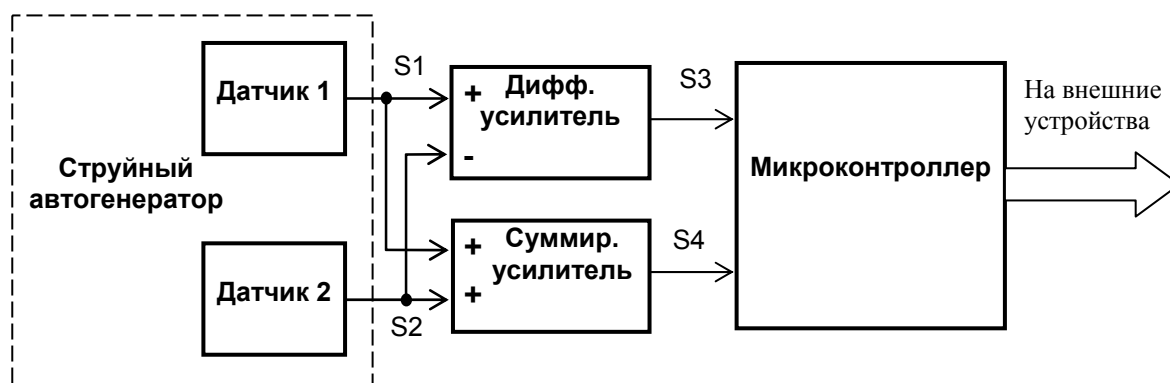 Датчик 1
S1
+
-
Дифф.
усилитель
S3
Микроконтроллер
На внешние
устройства
Струйный
автогенератор
Датчик 2
S2
+
+
Суммир.
усилитель
S4